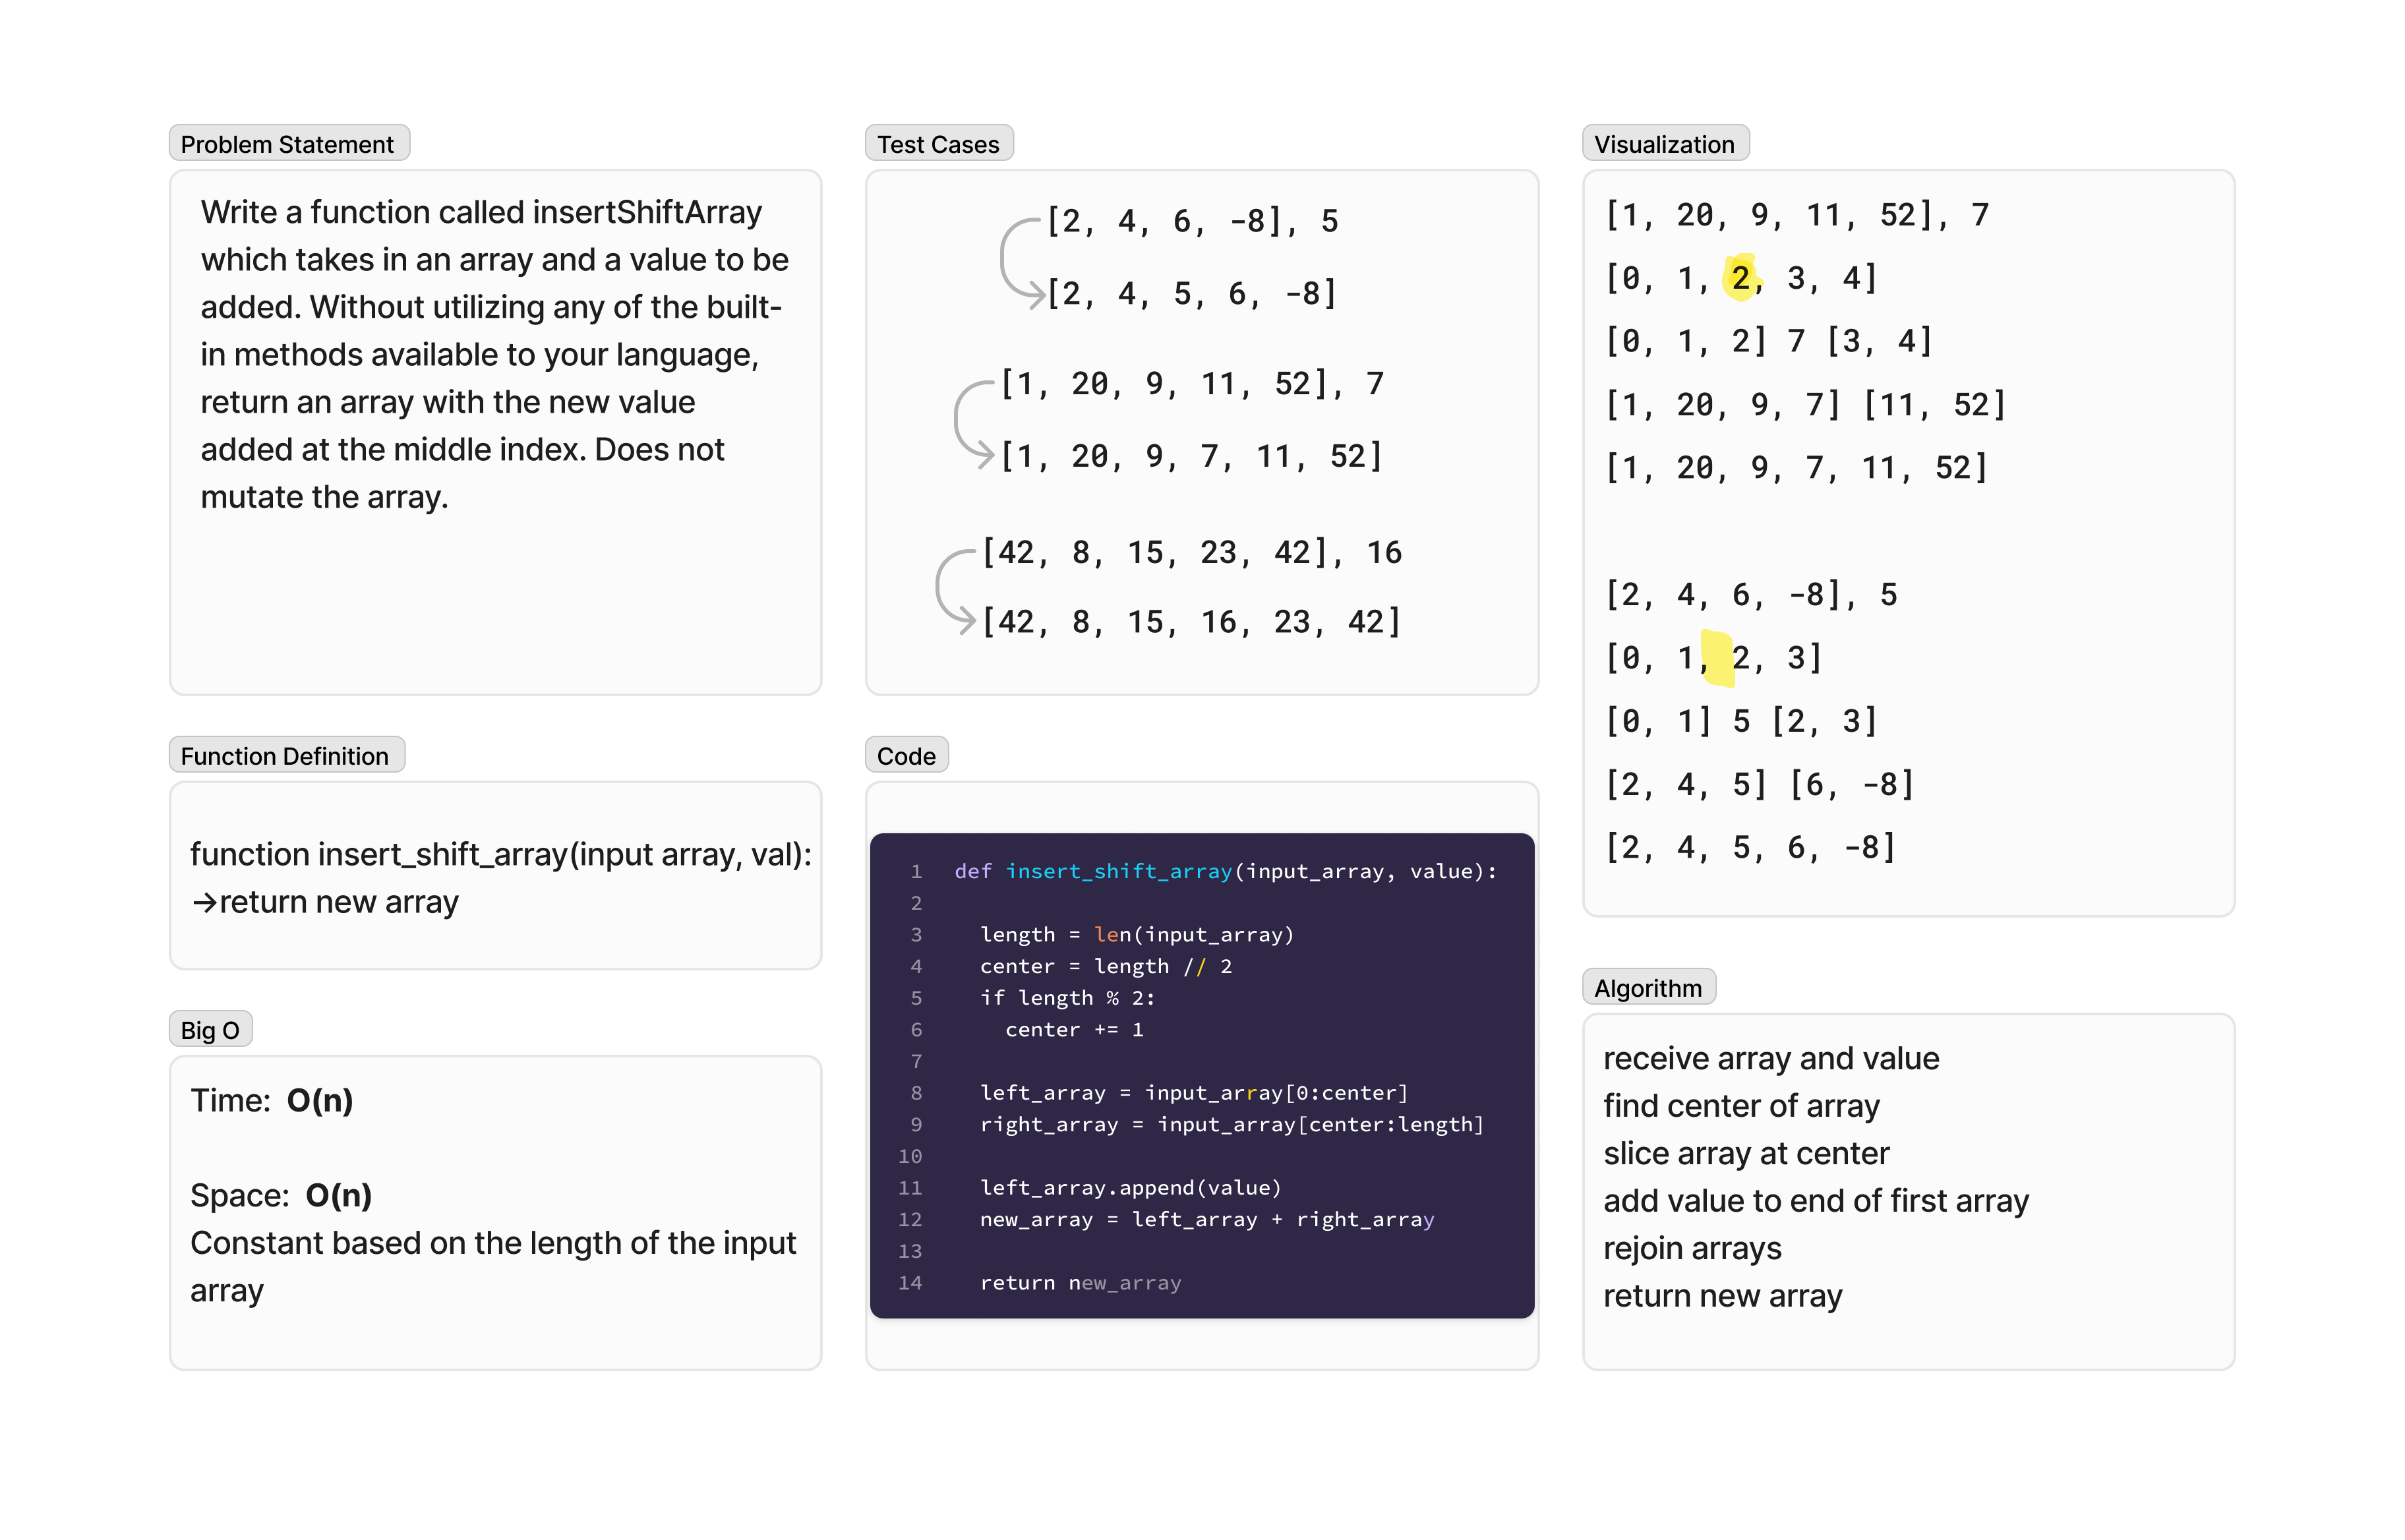 Problem Statement
Write a function called insertShiftArray
which takes in an array and a value to be
added. Without utilizing any of the built-
in methods available to your language,
return an array with the new value
added at the middle index. Does not
mutate the array.
Function Definition
function insert_shift_array(input array, val):
→return new array
Big O
Time: O(n)
Space: O(n)
Constant based on the length of the input
array
Test Cases
[2, 4, 6, -8], 5
[2, 4, 5, 6, -8]
[1, 20, 9, 11, 52], 7
[1, 20, 9, 7, 11, 52]
[42, 8, 15, 23, 42], 16
[42, 8, 15, 16, 23, 42]
Code
1 def insert_shift_array(input_array, value):
2
3 length = len(input_array)
4 center = length // 2
5 if length % 2:
6 center += 1
7
8 left_array = input_array[0:center]
9 right_array = input_array[center:length]
10
11 left_array.append(value)
12 new_array = left_array + right_array
13
14 return new_array
Visualization
[1, 20, 9, 11, 52], 7
[0, 1, 2, 3, 4]
[0, 1, 2] 7 [3, 4]
[1, 20, 9, 7] [11, 52]
[1, 20, 9, 7, 11, 52]
[2, 4, 6, -8], 5
[0, 1, 2, 3]
[0, 1] 5 [2, 3]
[2, 4, 5] [6, -8]
[2, 4, 5, 6, -8]
Algorithm
receive array and value
find center of array
slice array at center
add value to end of first array
rejoin arrays
return new array